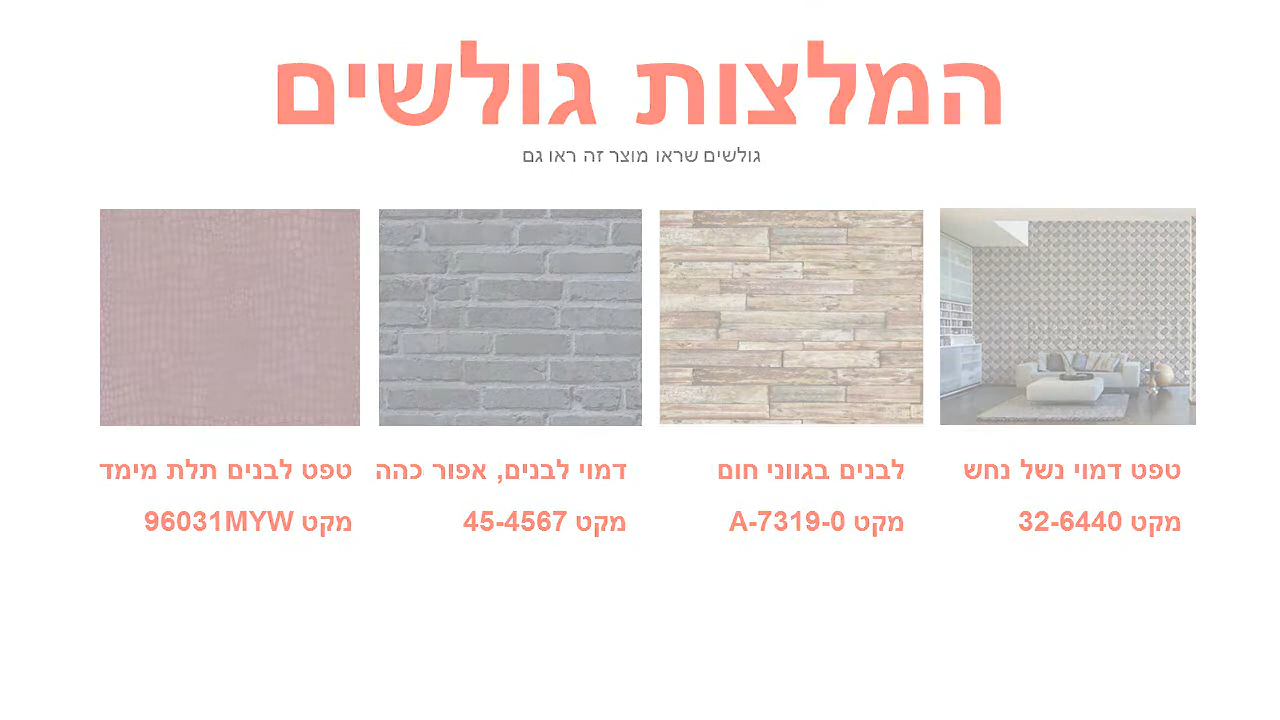 המלצות גולשים
גולשים שראו מוצר זה ראו גם
טפט דמוי נשל נחש
מקט 32-6440
לבנים בגווני חום
מקט A-7319-0
דמוי לבנים, אפור כהה
מקט 45-4567
טפט לבנים תלת מימד
מקט 96031MYW